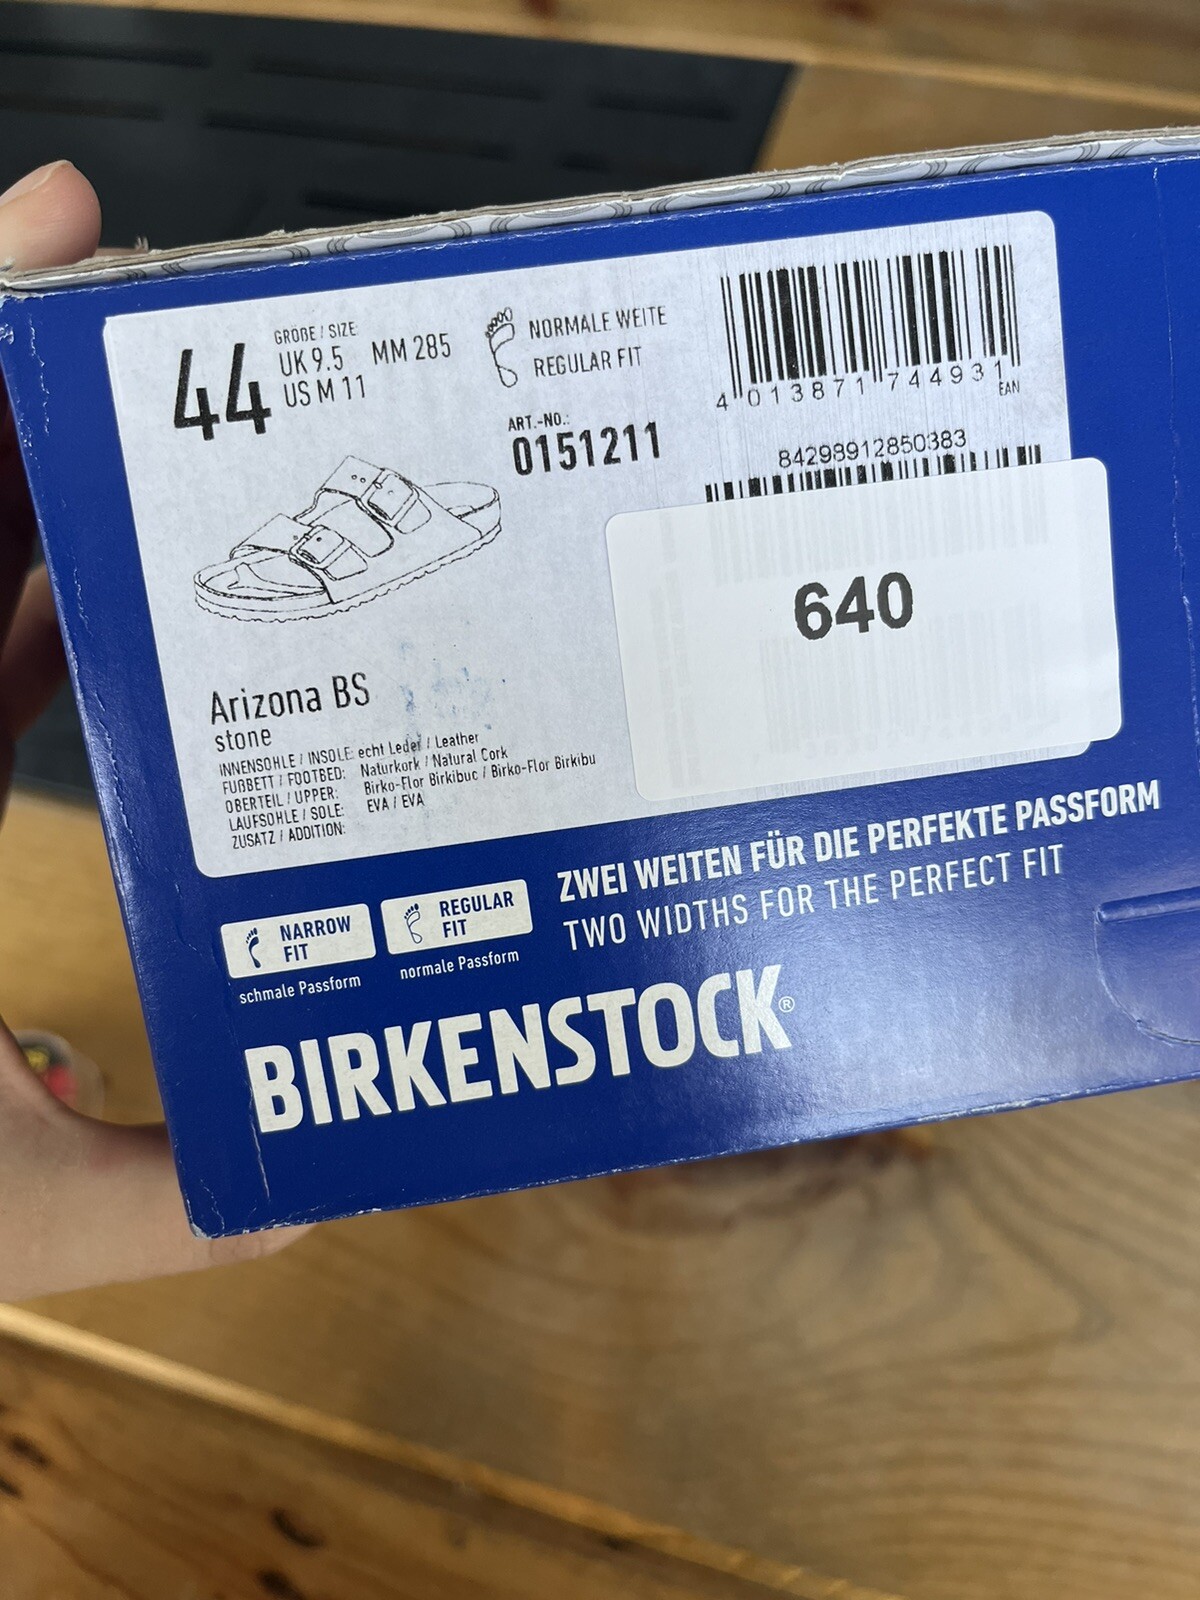 44
GRÖßE / SIZE
UK 9.5 MM 285
US M 11
NORMALE WEITE
REGULAR FIT
ART.-NO.:
0151211
4 013871 744931
EAN
84298912850383
640
Arizona BS
stone
INNENSOHLE / INSOLE: echt Leder / Leather
FUßBETT / FOOTBED: Naturkork / Natural Cork
OBERTEIL / UPPER: Birko-Flor Birkibuc / Birko-Flor Birkibu
LAUFSOHLE / SOLE: EVA / EVA
ZUSATZ / ADDITION:
NARROW
FIT
schmale Passform
REGULAR
FIT
normale Passform
ZWEI WEITEN FÜR DIE PERFEKTE PASSFORM
TWO WIDTHS FOR THE PERFECT FIT
BIRKENSTOCK®